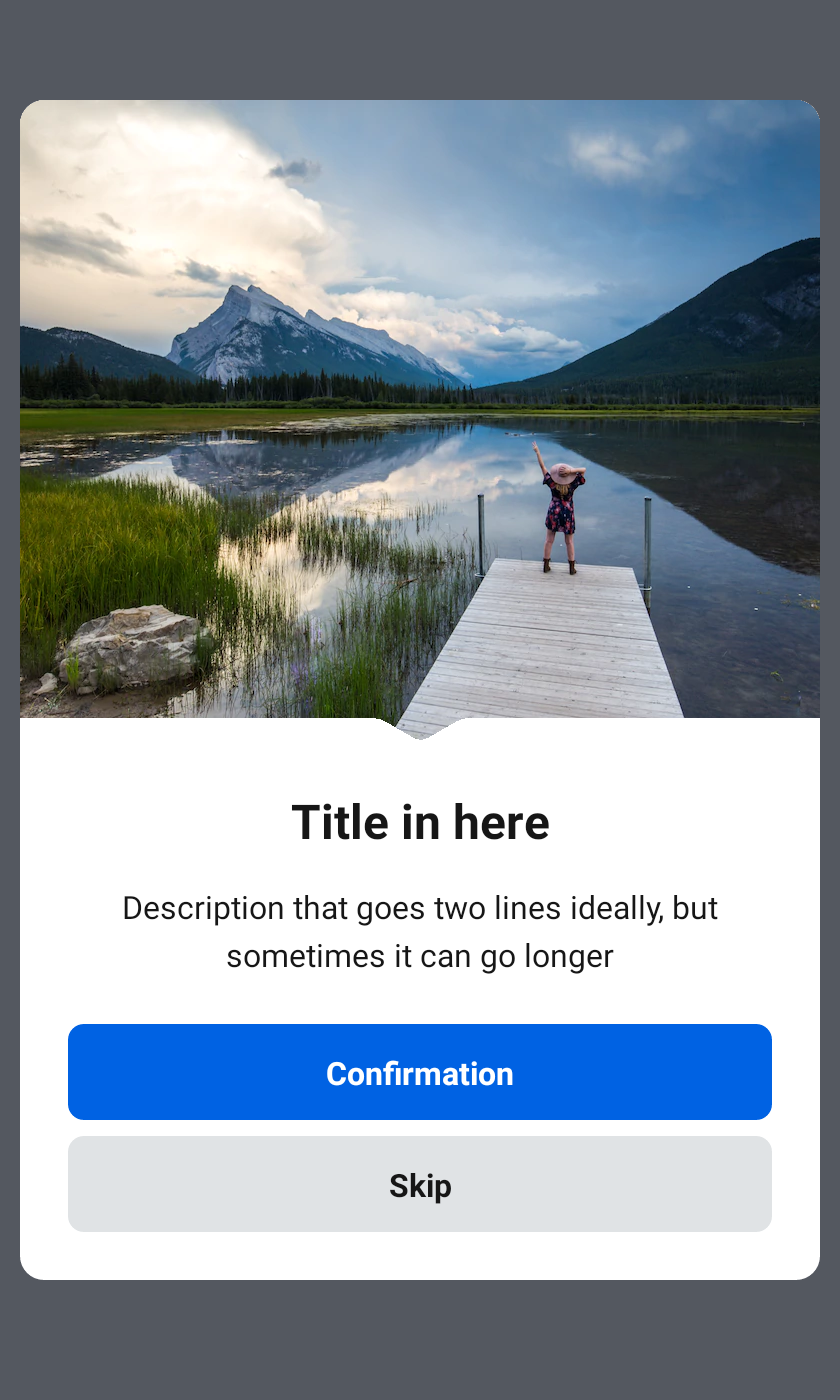 Title in here
Description that goes two lines ideally, but
sometimes it can go longer
Confirmation
Skip